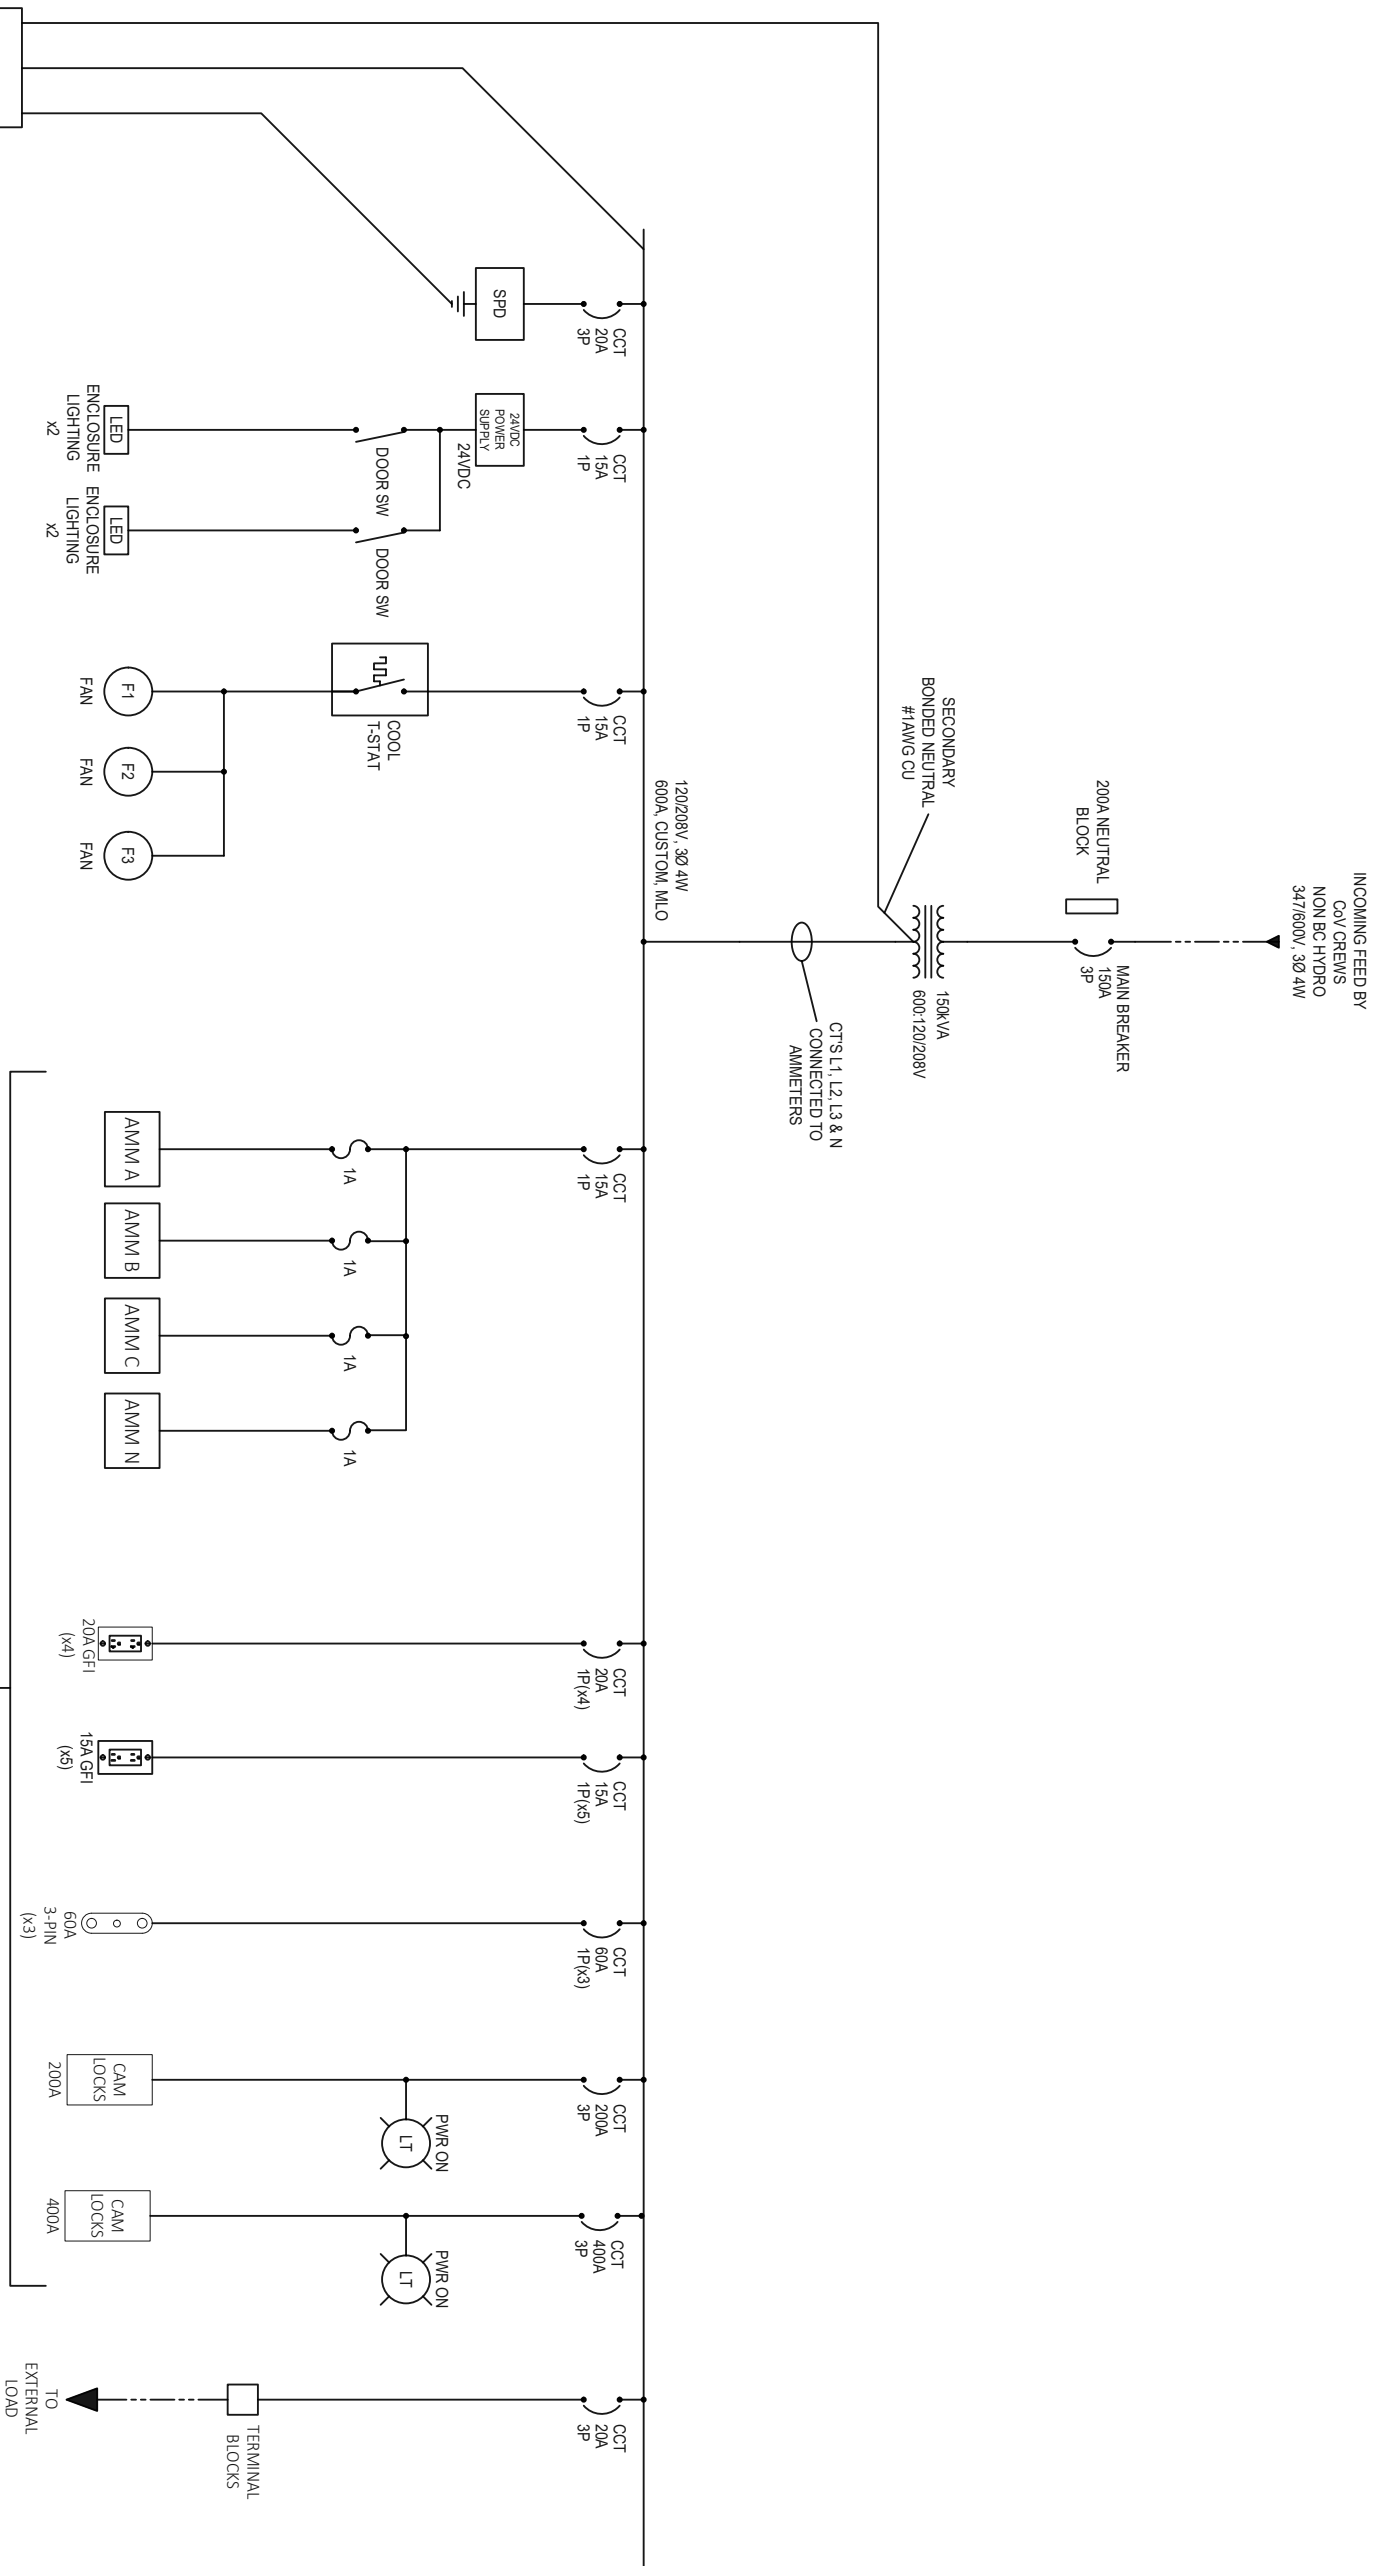 INCOMING FEED BY
CoV CREWS
NON BC HYDRO
347/600V, 3Ø 4W
200A NEUTRAL
BLOCK
MAIN BREAKER
150A
3P
SECONDARY
BONDED NEUTRAL
#1AWG CU
150kVA
600:120/208V
CT'S L1, L2, L3 & N
CONNECTED TO
AMMETERS
120/208V, 3Ø 4W
600A, CUSTOM, MLO
CCT
20A
3P
SPD
CCT
15A
1P
24VDC
POWER
SUPPLY
24VDC
DOOR SW
DOOR SW
LED
ENCLOSURE
LIGHTING
x2
LED
ENCLOSURE
LIGHTING
x2
CCT
15A
1P
COOL
T-STAT
F1
FAN
F2
FAN
F3
FAN
CCT
15A
1P
1A
1A
1A
1A
AMM A
AMM B
AMM C
AMM N
CCT
20A
1P(x4)
20A GFI
(x4)
CCT
15A
1P(x5)
15A GFI
(x5)
CCT
60A
1P(x3)
60A
3-PIN
(x3)
CCT
200A
3P
PWR ON
LT
CAM
LOCKS
200A
CCT
400A
3P
PWR ON
LT
CAM
LOCKS
400A
CCT
20A
3P
TERMINAL
BLOCKS
TO
EXTERNAL
LOAD